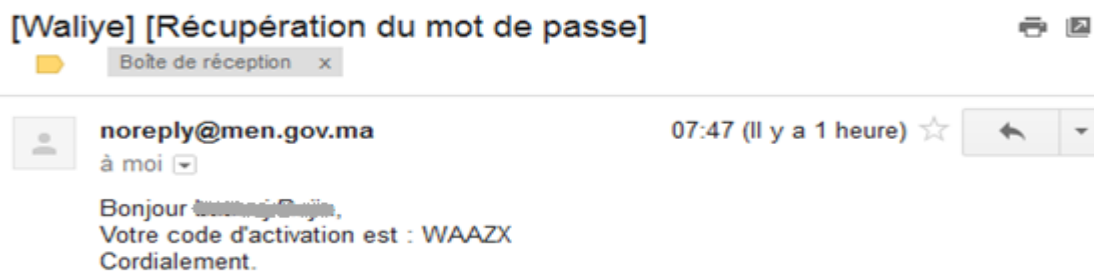 [Waliye] [Récupération du mot de passe]
Boîte de réception x
noreply@men.gov.ma 07:47 (Il y a 1 heure)
à moi
Bonjour ,
Votre code d'activation est : WAAZX
Cordialement.